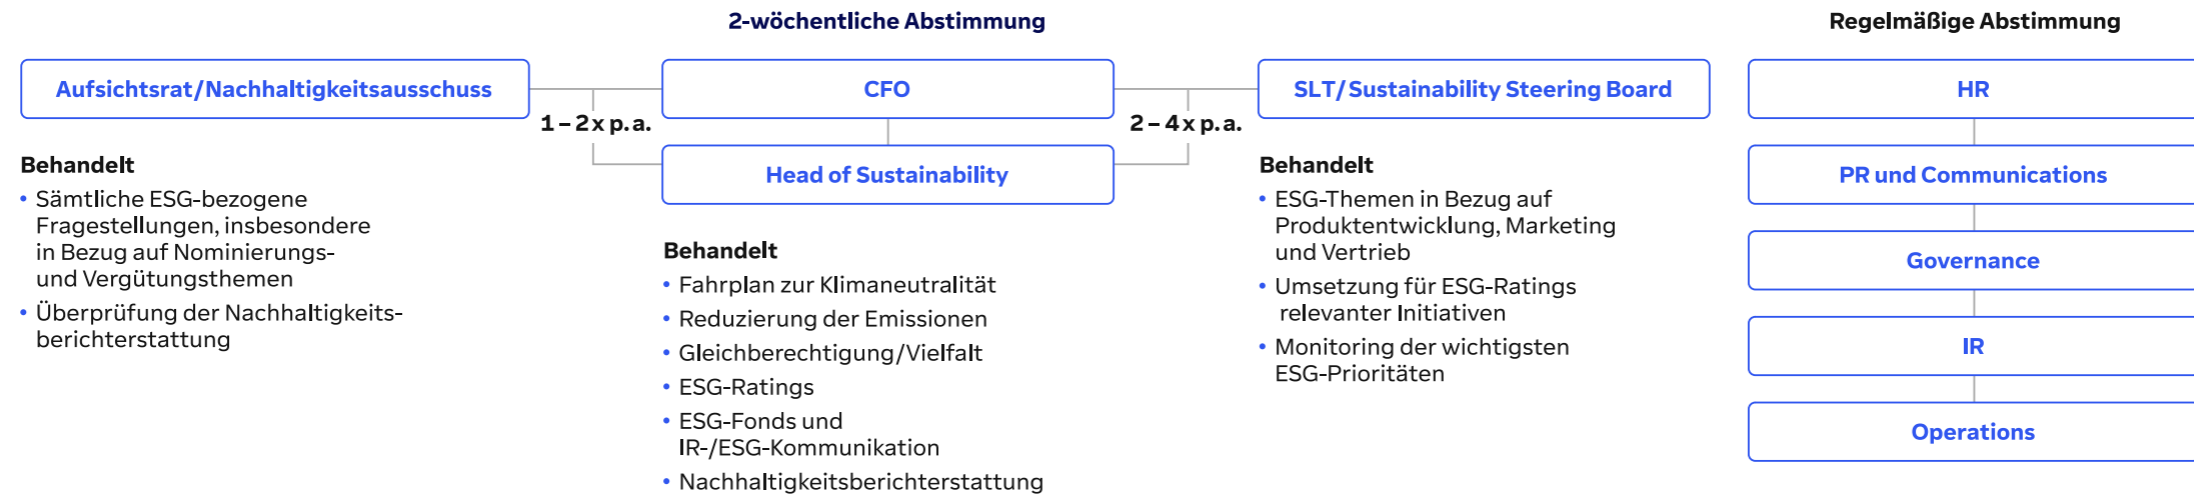 2-wöchentliche Abstimmung
Regelmäßige Abstimmung
Aufsichtsrat/Nachhaltigkeitsausschuss
CFO
SLT/Sustainability Steering Board
HR
1–2x p.a.
2–4x p.a.
Head of Sustainability
PR und Communications
Governance
IR
Operations
Behandelt
• Sämtliche ESG-bezogene
Fragestellungen, insbesondere
in Bezug auf Nominierungs-
und Vergütungsthemen
• Überprüfung der Nachhaltigkeits-
berichterstattung
Behandelt
• Fahrplan zur Klimaneutralität
• Reduzierung der Emissionen
• Gleichberechtigung/Vielfalt
• ESG-Ratings
• ESG-Fonds und
IR-/ESG-Kommunikation
• Nachhaltigkeitsberichterstattung
Behandelt
• ESG-Themen in Bezug auf
Produktentwicklung, Marketing
und Vertrieb
• Umsetzung für ESG-Ratings
relevanter Initiativen
• Monitoring der wichtigsten
ESG-Prioritäten